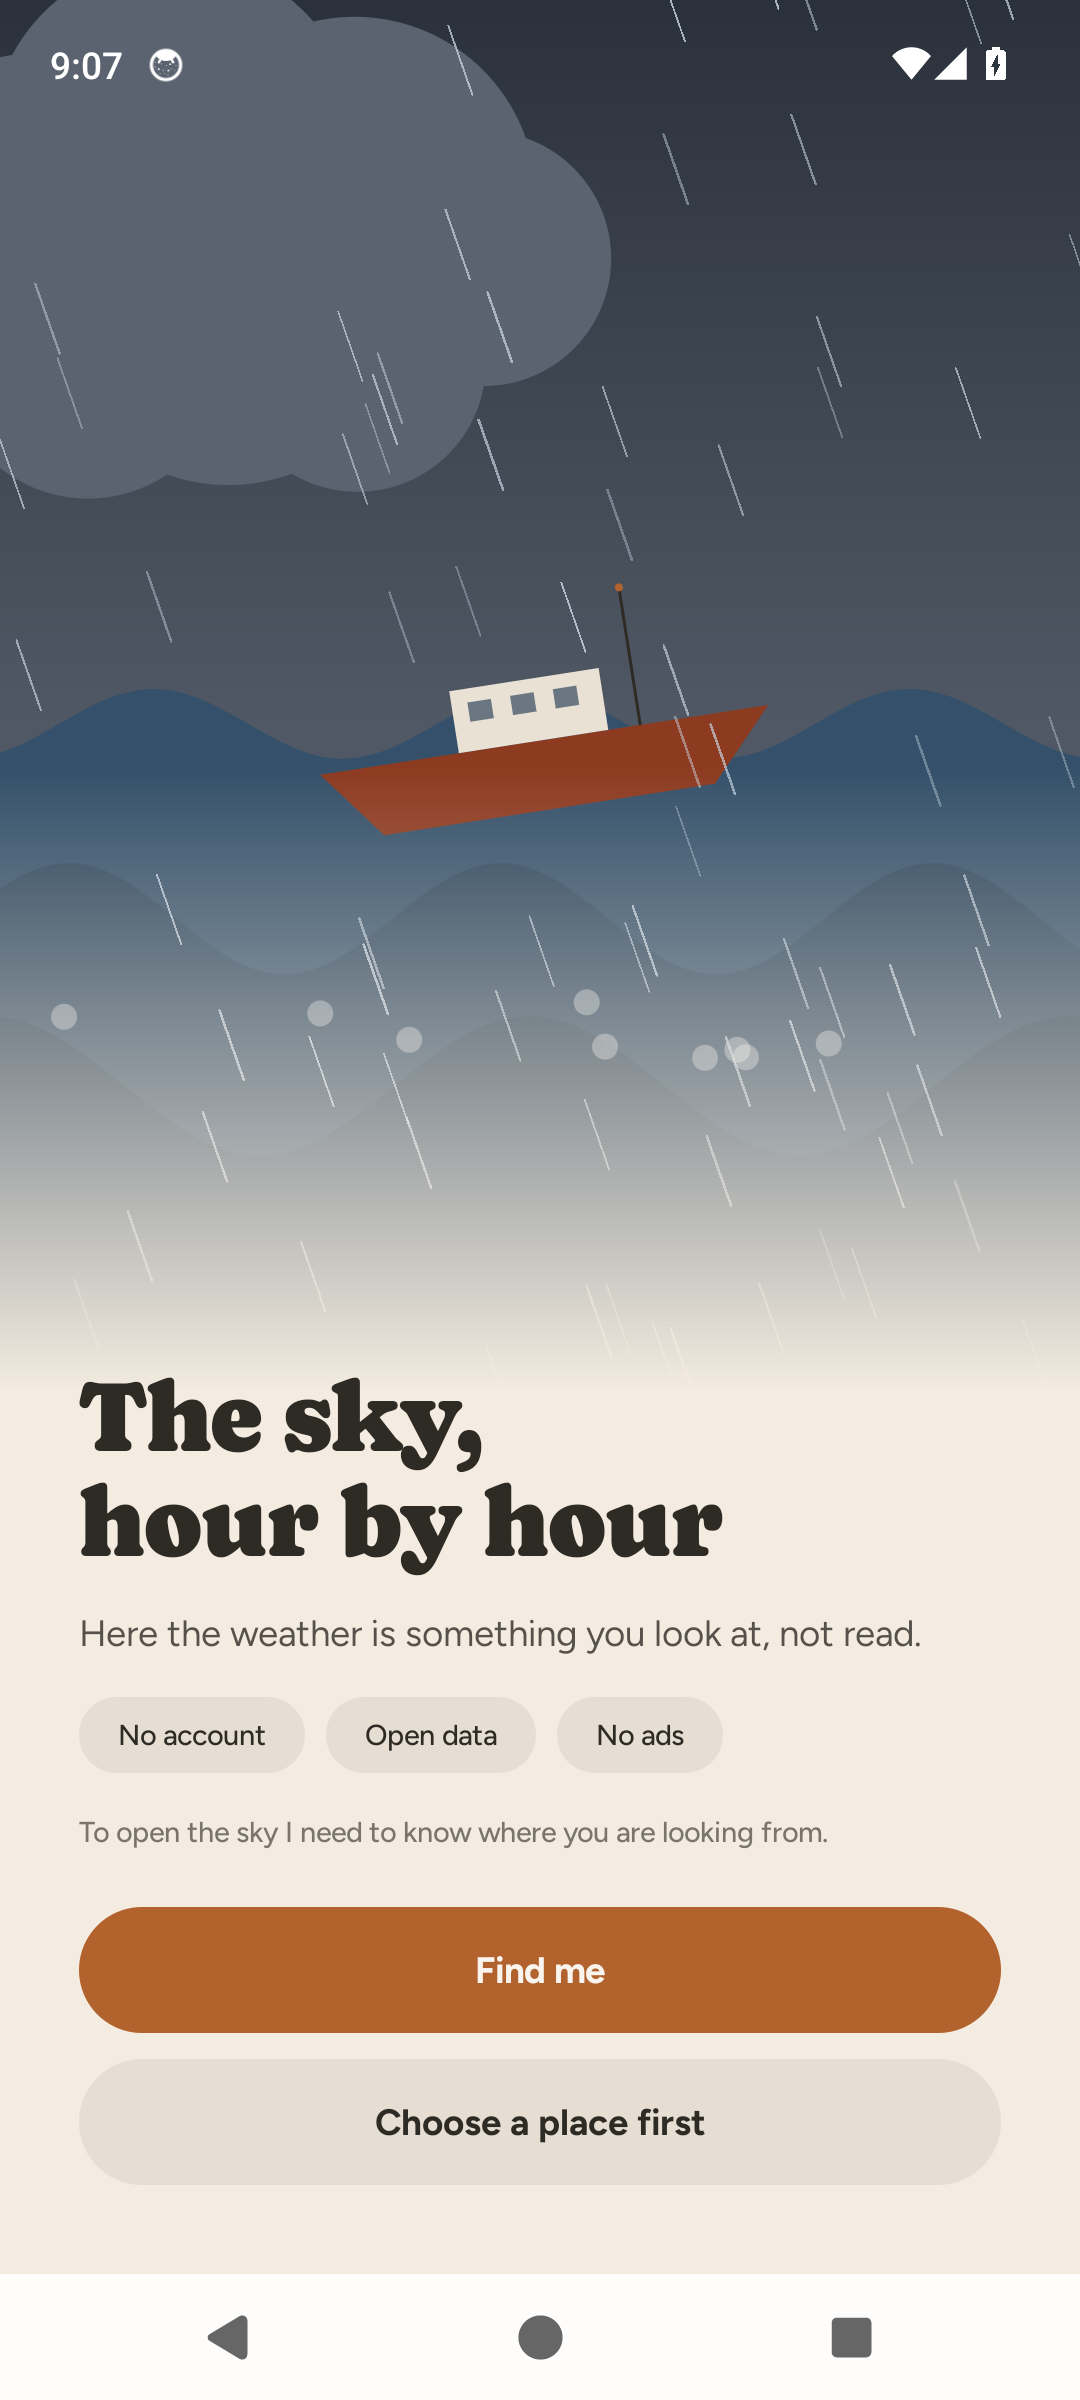 9:07
The sky,
hour by hour
Here the weather is something you look at, not read.
No account
Open data
No ads
To open the sky I need to know where you are looking from.
Find me
Choose a place first